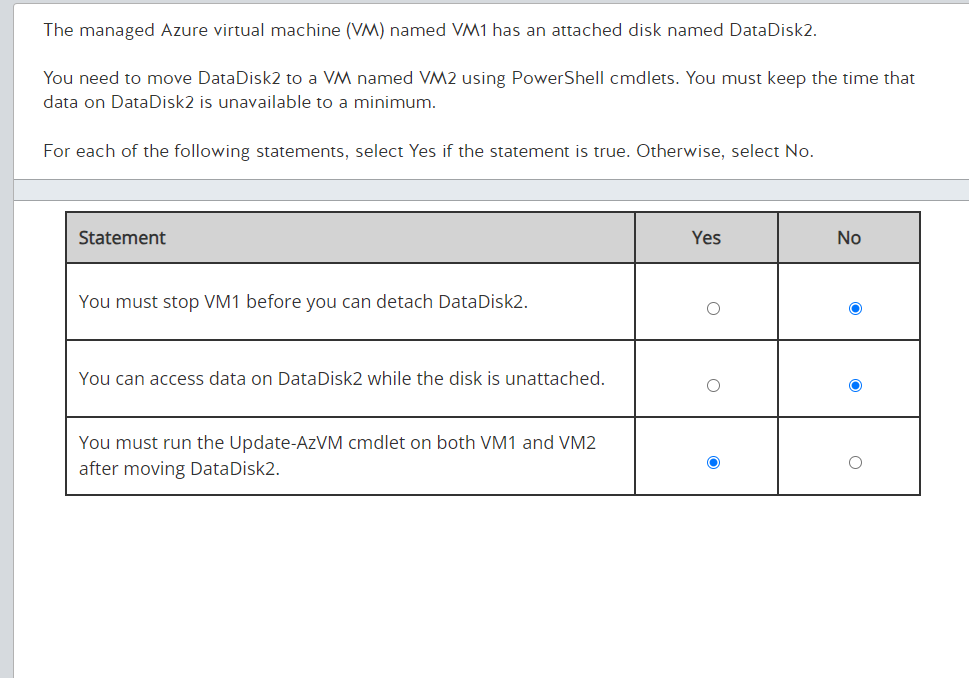 The managed Azure virtual machine (VM) named VM1 has an attached disk named DataDisk2.
You need to move DataDisk2 to a VM named VM2 using PowerShell cmdlets. You must keep the time that
data on DataDisk2 is unavailable to a minimum.
For each of the following statements, select Yes if the statement is true. Otherwise, select No.
Statement Yes No
You must stop VM1 before you can detach DataDisk2.
You can access data on DataDisk2 while the disk is unattached.
You must run the Update-AzVM cmdlet on both VM1 and VM2
after moving DataDisk2.